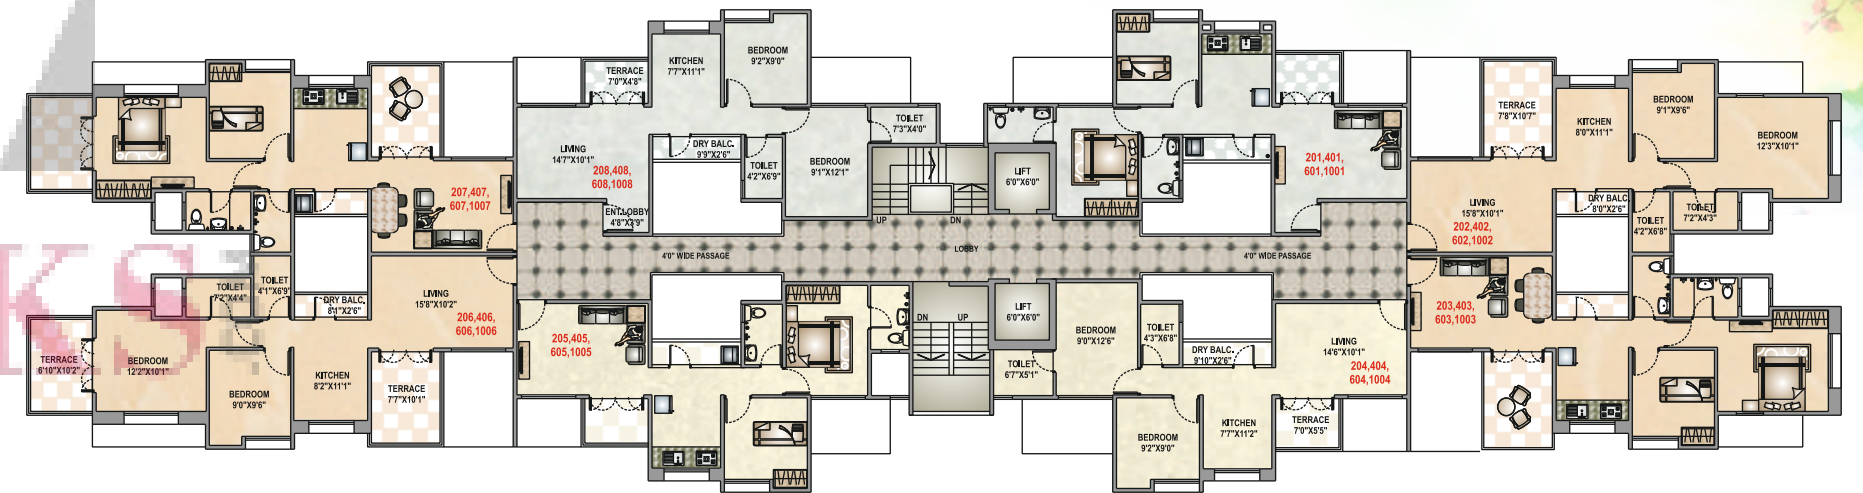 BEDROOM
9'2"X9'0"
KITCHEN
7'7"X11'1"
TERRACE
7'0"X4'8"
TOILET
7'3"X4'0"
LIVING
14'7"X10'1"
208,408,
608,1008
DRY BALC.
9'9"X2'6"
TOILET
4'2"X6'9"
BEDROOM
9'1"X12'1"
ENT.LOBBY
4'8"X3'9"
207,407,
607,1007
LIFT
6'0"X6'0"
UP
DN
LOBBY
4'0" WIDE PASSAGE
4'0" WIDE PASSAGE
201,401,
601,1001
TERRACE
7'8"X10'7"
KITCHEN
8'0"X11'1"
BEDROOM
9'1"X9'6"
BEDROOM
12'3"X10'1"
LIVING
15'8"X10'1"
202,402,
602,1002
DRY BALC.
8'0"X2'6"
TOILET
4'2"X6'8"
TOILET
7'2"X4'3"
KS
TOILET
7'2"X4'4"
TOILET
4'1"X6'9"
DRY BALC.
8'1"X2'6"
LIVING
15'8"X10'2"
206,406,
606,1006
TERRACE
6'10"X10'2"
BEDROOM
12'2"X10'1"
BEDROOM
9'0"X9'6"
KITCHEN
8'2"X11'1"
TERRACE
7'7"X10'1"
205,405,
605,1005
DN
UP
LIFT
6'0"X6'0"
TOILET
6'7"X5'1"
BEDROOM
9'0"X12'6"
TOILET
4'3"X6'8"
DRY BALC.
9'10"X2'6"
LIVING
14'6"X10'1"
204,404,
604,1004
BEDROOM
9'2"X9'0"
KITCHEN
7'7"X11'2"
TERRACE
7'0"X5'5"
203,403,
603,1003